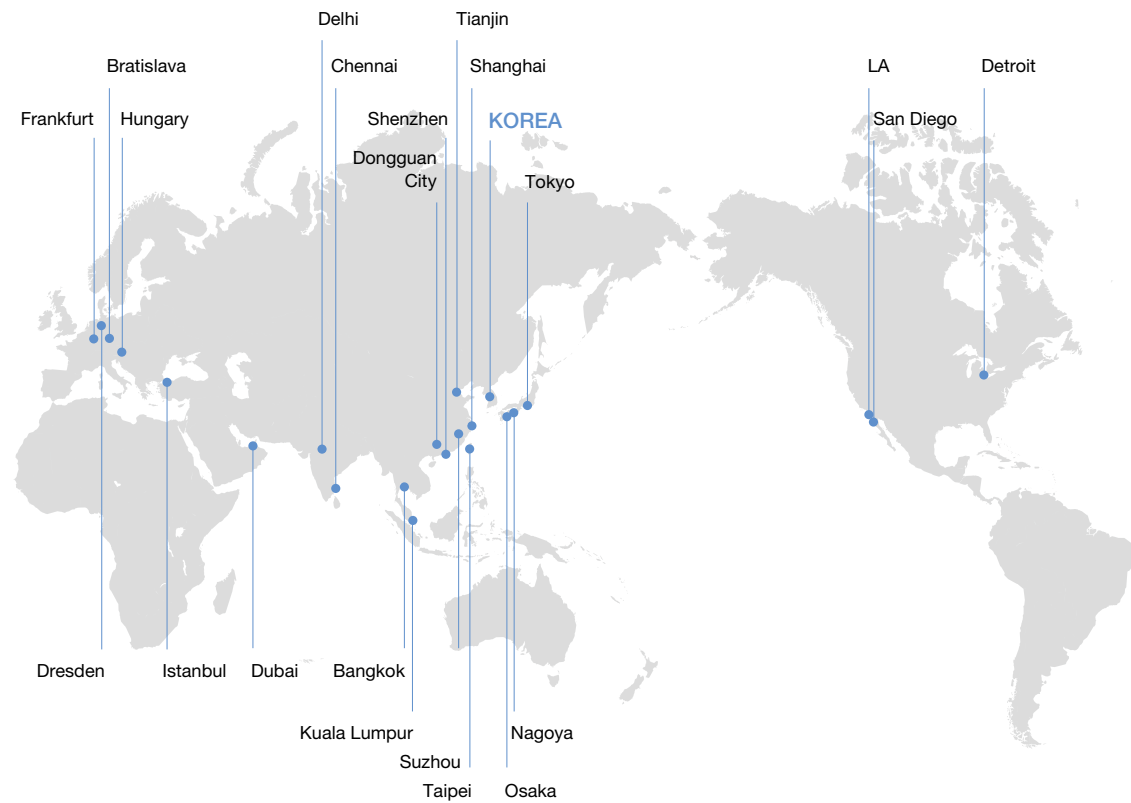 Delhi
Tianjin
Bratislava
Chennai
Shanghai
LA
Detroit
Frankfurt
Hungary
Shenzhen
KOREA
San Diego
Dongguan
City
Tokyo
Dresden
Istanbul
Dubai
Bangkok
Kuala Lumpur
Nagoya
Suzhou
Taipei
Osaka